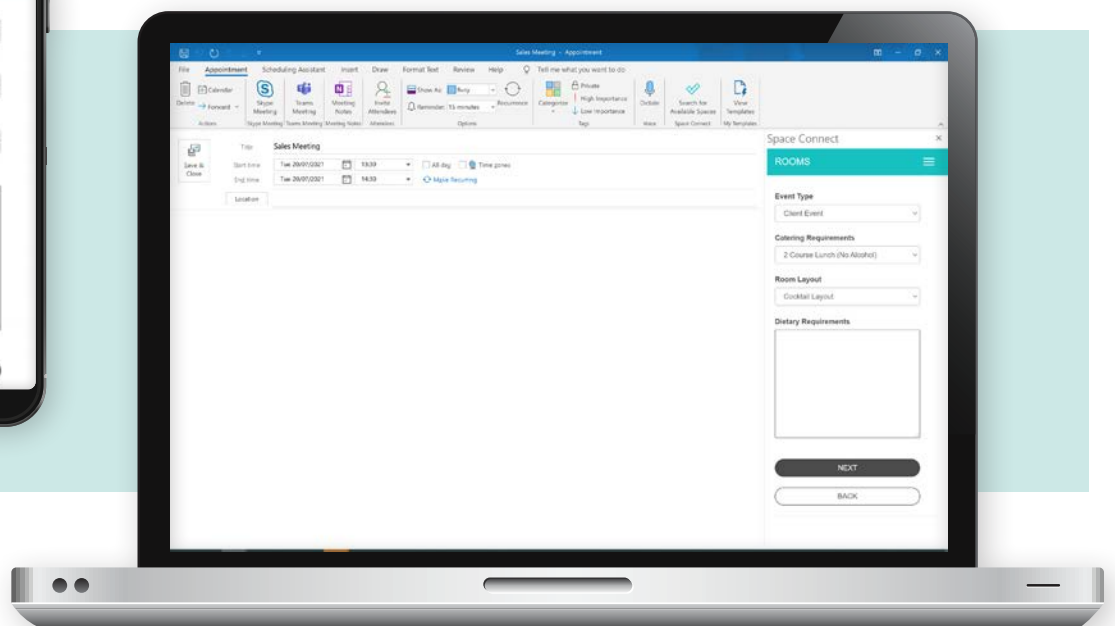 Sales Meeting - Appointment
File Appointment Scheduling Assistant Insert Draw Format Text Review Help Tell me what you want to do
Delete Calendar Forward Skype Meeting Teams Meeting Meeting Notes Invite Attendees Show As: Busy Reminder: 15 minutes Recurrence Categorize Private High Importance Low Importance Dictate Search for Available Spaces View Templates
Actions Skype Meeting Teams Meeting Meeting Notes Attendees Options Tags Voice Space Connect My Templates
Save & Close
Title Sales Meeting
Start time Tue 20/07/2021 All day Time zones
End time Tue 20/07/2021 Make Recurring
Location
Space Connect
ROOMS
Event Type
Client Event
Catering Requirements
2 Course Lunch (No Alcohol)
Room Layout
Cocktail Layout
Dietary Requirements
NEXT
BACK